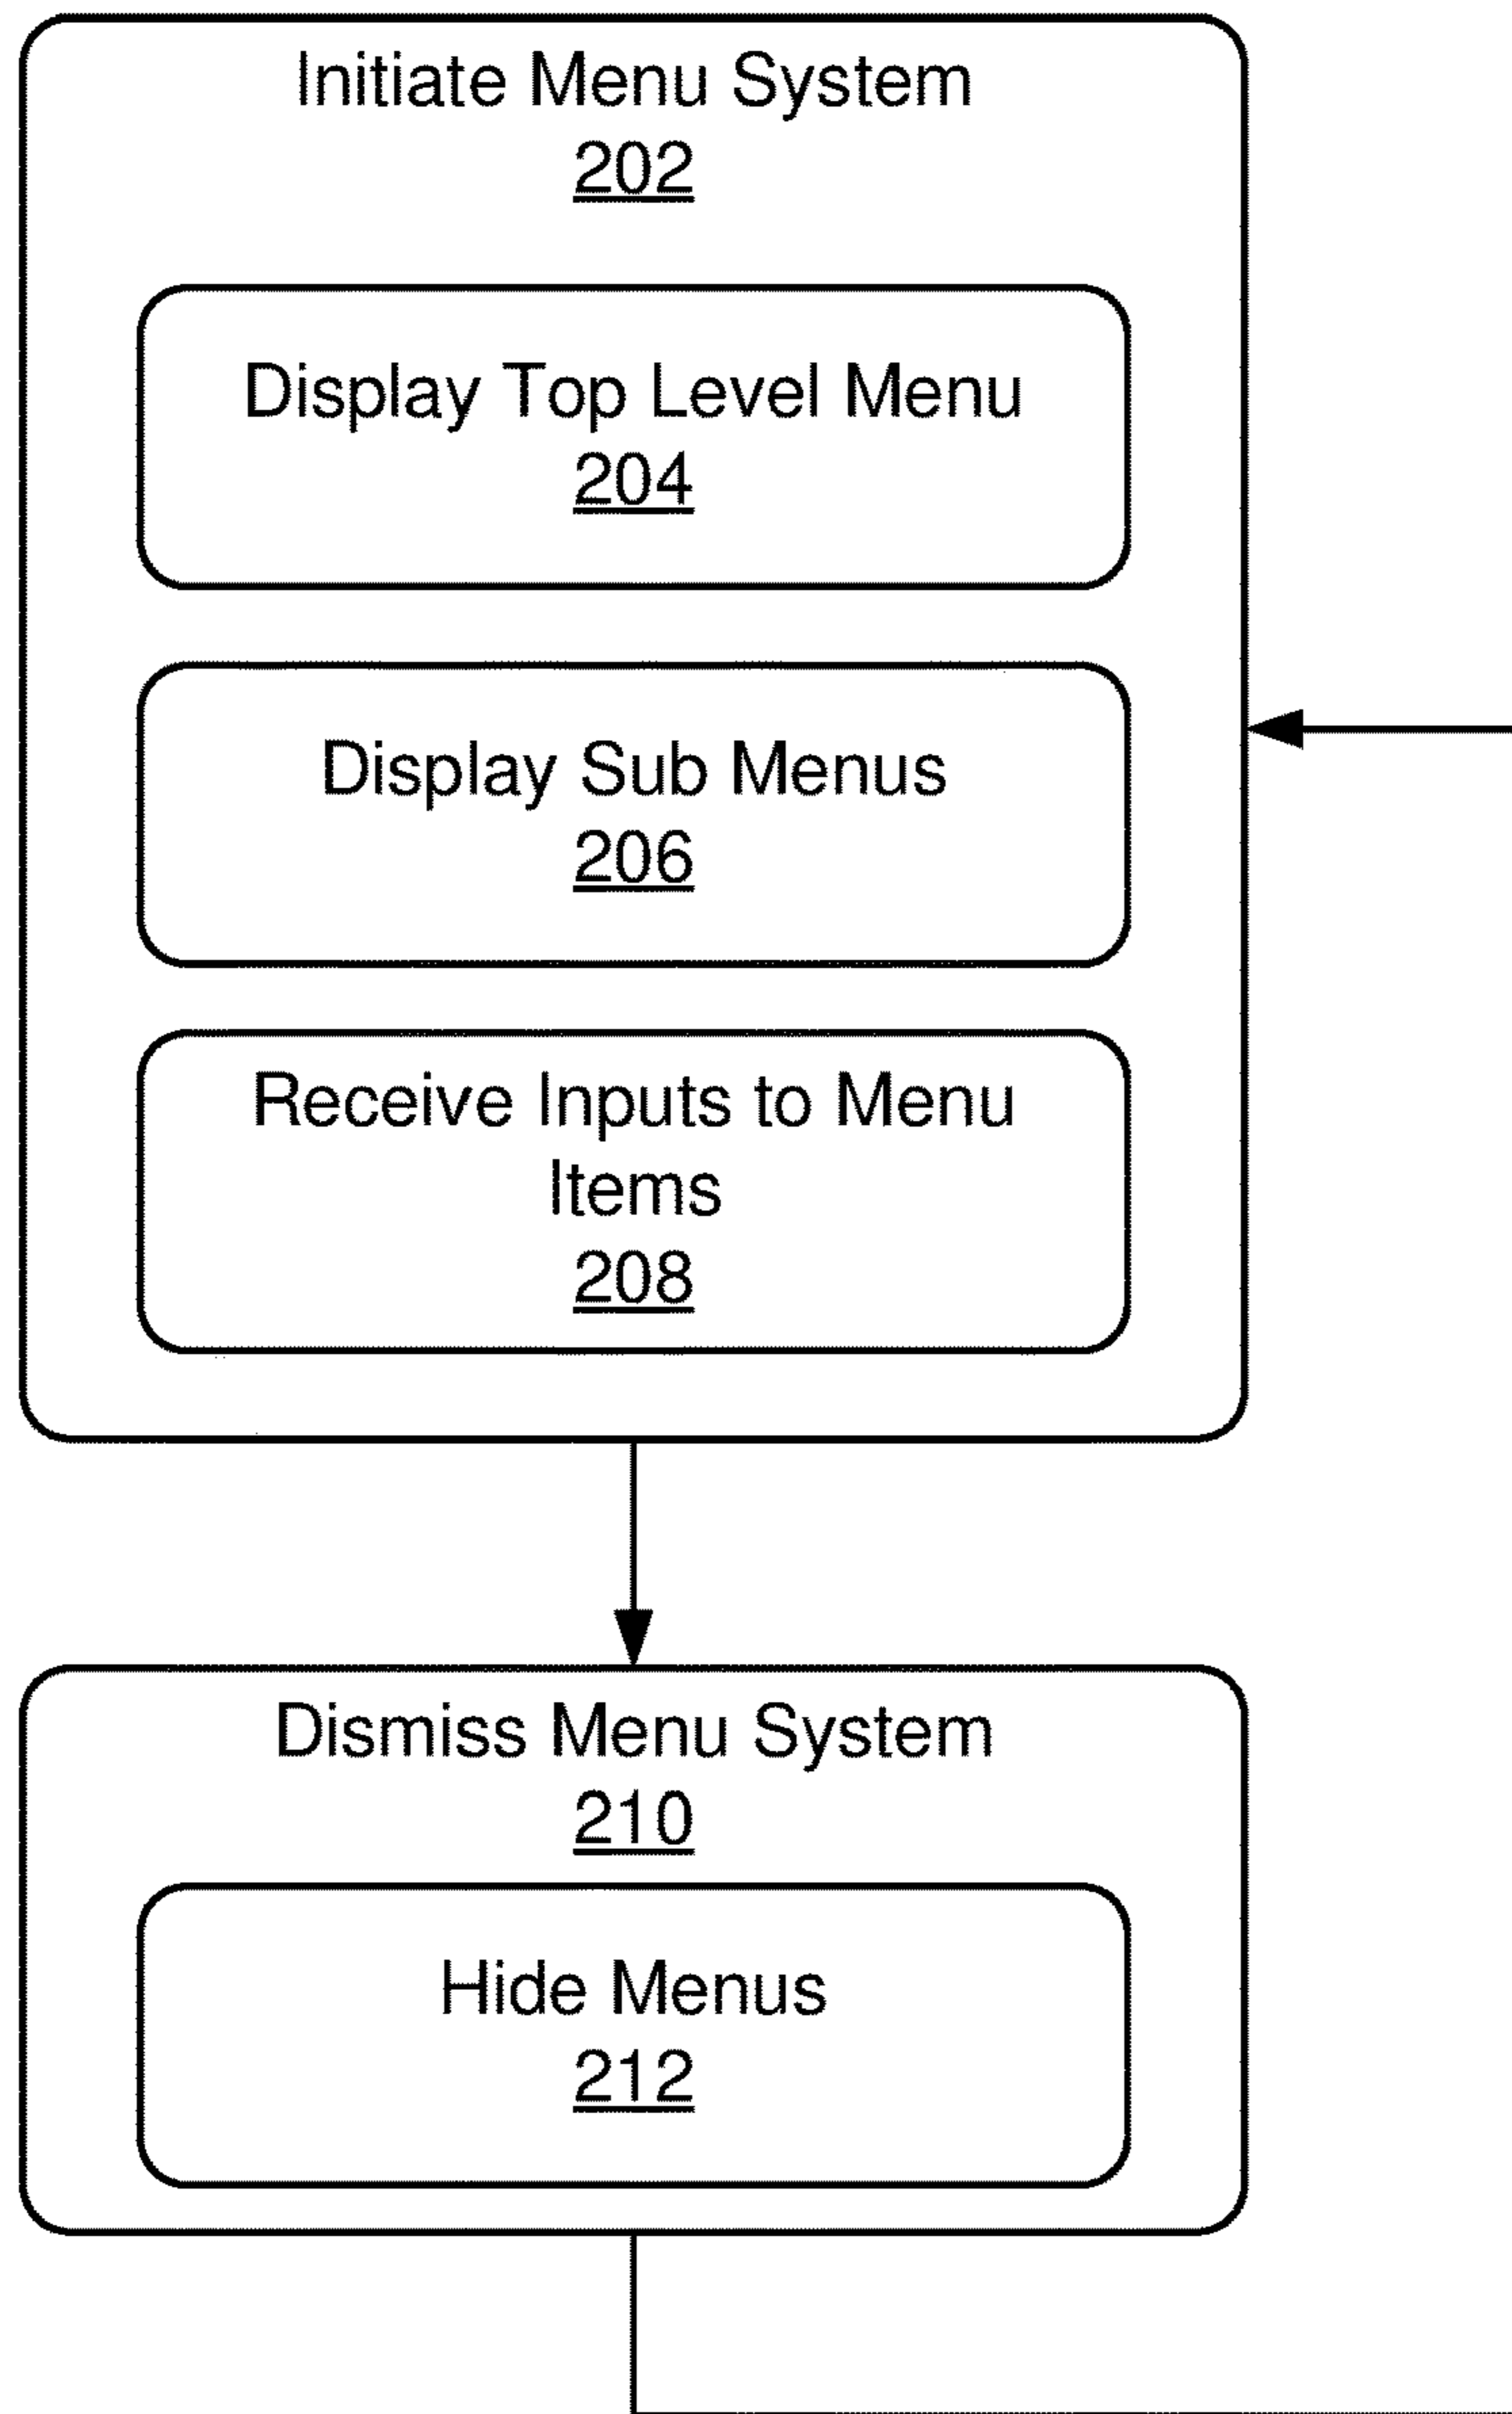 Initiate Menu System
202
Display Top Level Menu
204
Display Sub Menus
206
Receive Inputs to Menu
Items
208
Dismiss Menu System
210
Hide Menus
212